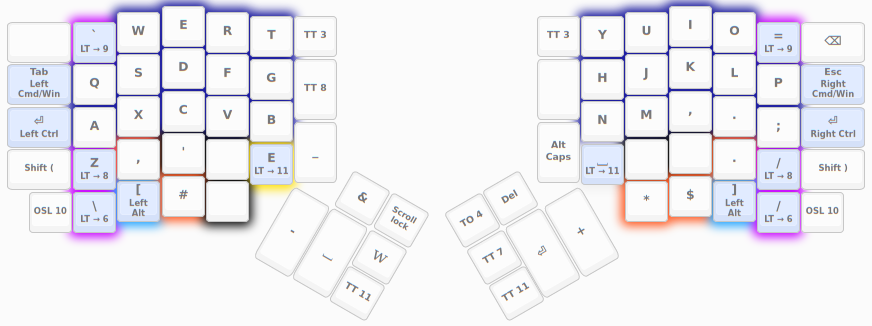 ` W E R T TT 3
LT → 9
Q S D F G TT 8
Tab
Left
Cmd/Win
A X C V B
⏎
Left Ctrl
Shift ( Z , ' E –
LT → 8 LT → 11
OSL 10 \ [ #
LT → 6 Left
Alt
& Scroll
lock
- ⎵ W
TT 11
TT 3 Y U I O = ⌫
LT → 9
H J K L P Esc
Right
Cmd/Win
N M , . ; ⏎
Right Ctrl
Alt
Caps
⎵ . / Shift )
LT → 11 LT → 8
* $ ] / OSL 10
Left
Alt
LT → 6
TO 4 Del
TT 7 ⏎ +
TT 11